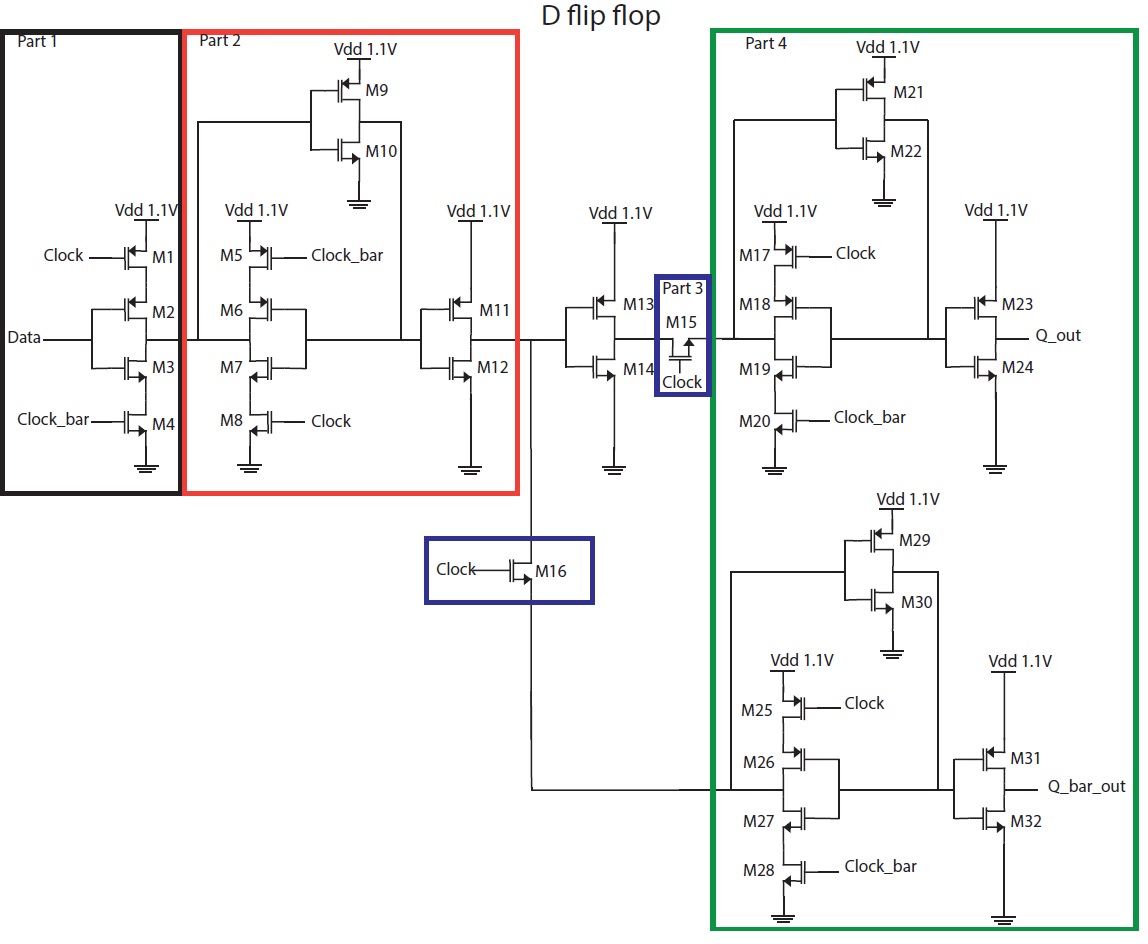 D flip flop
Part 1
Part 2
Part 4
Vdd 1.1V
Vdd 1.1V
M9
M21
M10
M22
Vdd 1.1V
Vdd 1.1V
Vdd 1.1V
Vdd 1.1V
Vdd 1.1V
Vdd 1.1V
Clock
M1
M5
Clock_bar
M17
Clock
Part 3
M2
M6
M11
M13
M15
M18
M23
Data
Q_out
M3
M7
M12
M14
Clock
M19
M24
Clock_bar
M4
M8
Clock
M20
Clock_bar
Vdd 1.1V
M29
Clock
M16
M30
Vdd 1.1V
Vdd 1.1V
M25
Clock
M26
M31
Q_bar_out
M27
M32
M28
Clock_bar